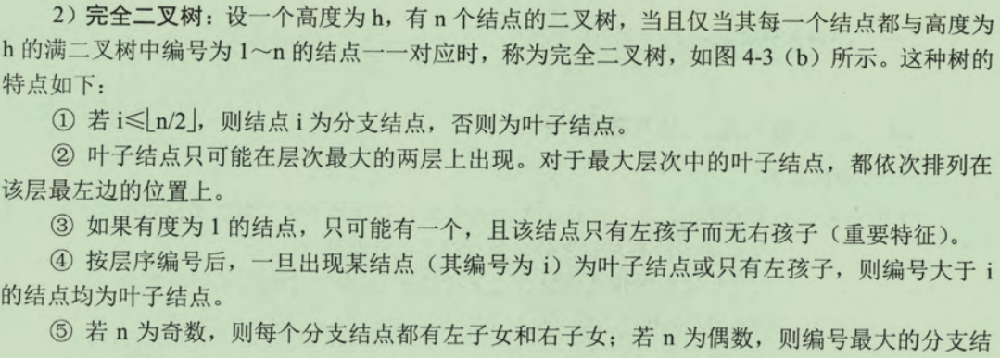 2）完全二叉树：设一个高度为 h，有 n 个结点的二叉树，当且仅当其每一个结点都与高度为
h 的满二叉树中编号为 1～n 的结点一一对应时，称为完全二叉树，如图 4-3（b）所示。这种树的
特点如下：
① 若 i≤⌊n/2⌋，则结点 i 为分支结点，否则为叶子结点。
② 叶子结点只可能在层次最大的两层上出现。对于最大层次中的叶子结点，都依次排列在
该层最左边的位置上。
③ 如果有度为 1 的结点，只可能有一个，且该结点只有左孩子而无右孩子（重要特征）。
④ 按层序编号后，一旦出现某结点（其编号为 i）为叶子结点或只有左孩子，则编号大于 i
的结点均为叶子结点。
⑤ 若 n 为奇数，则每个分支结点都有左子女和右子女；若 n 为偶数，则编号最大的分支结